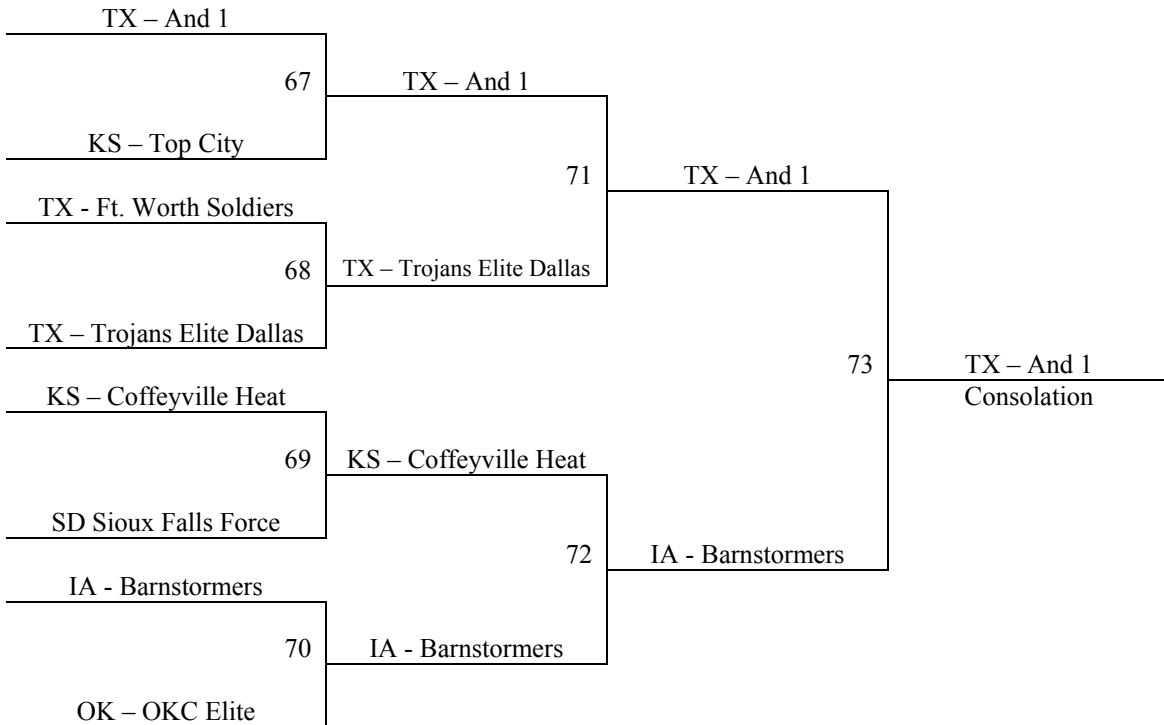 TX – And 1
67
TX – And 1
KS – Top City
71
TX – And 1
TX - Ft. Worth Soldiers
68
TX – Trojans Elite Dallas
TX – Trojans Elite Dallas
73
TX – And 1
Consolation
KS – Coffeyville Heat
69
KS – Coffeyville Heat
SD Sioux Falls Force
72
IA - Barnstormers
IA - Barnstormers
70
IA - Barnstormers
OK – OKC Elite